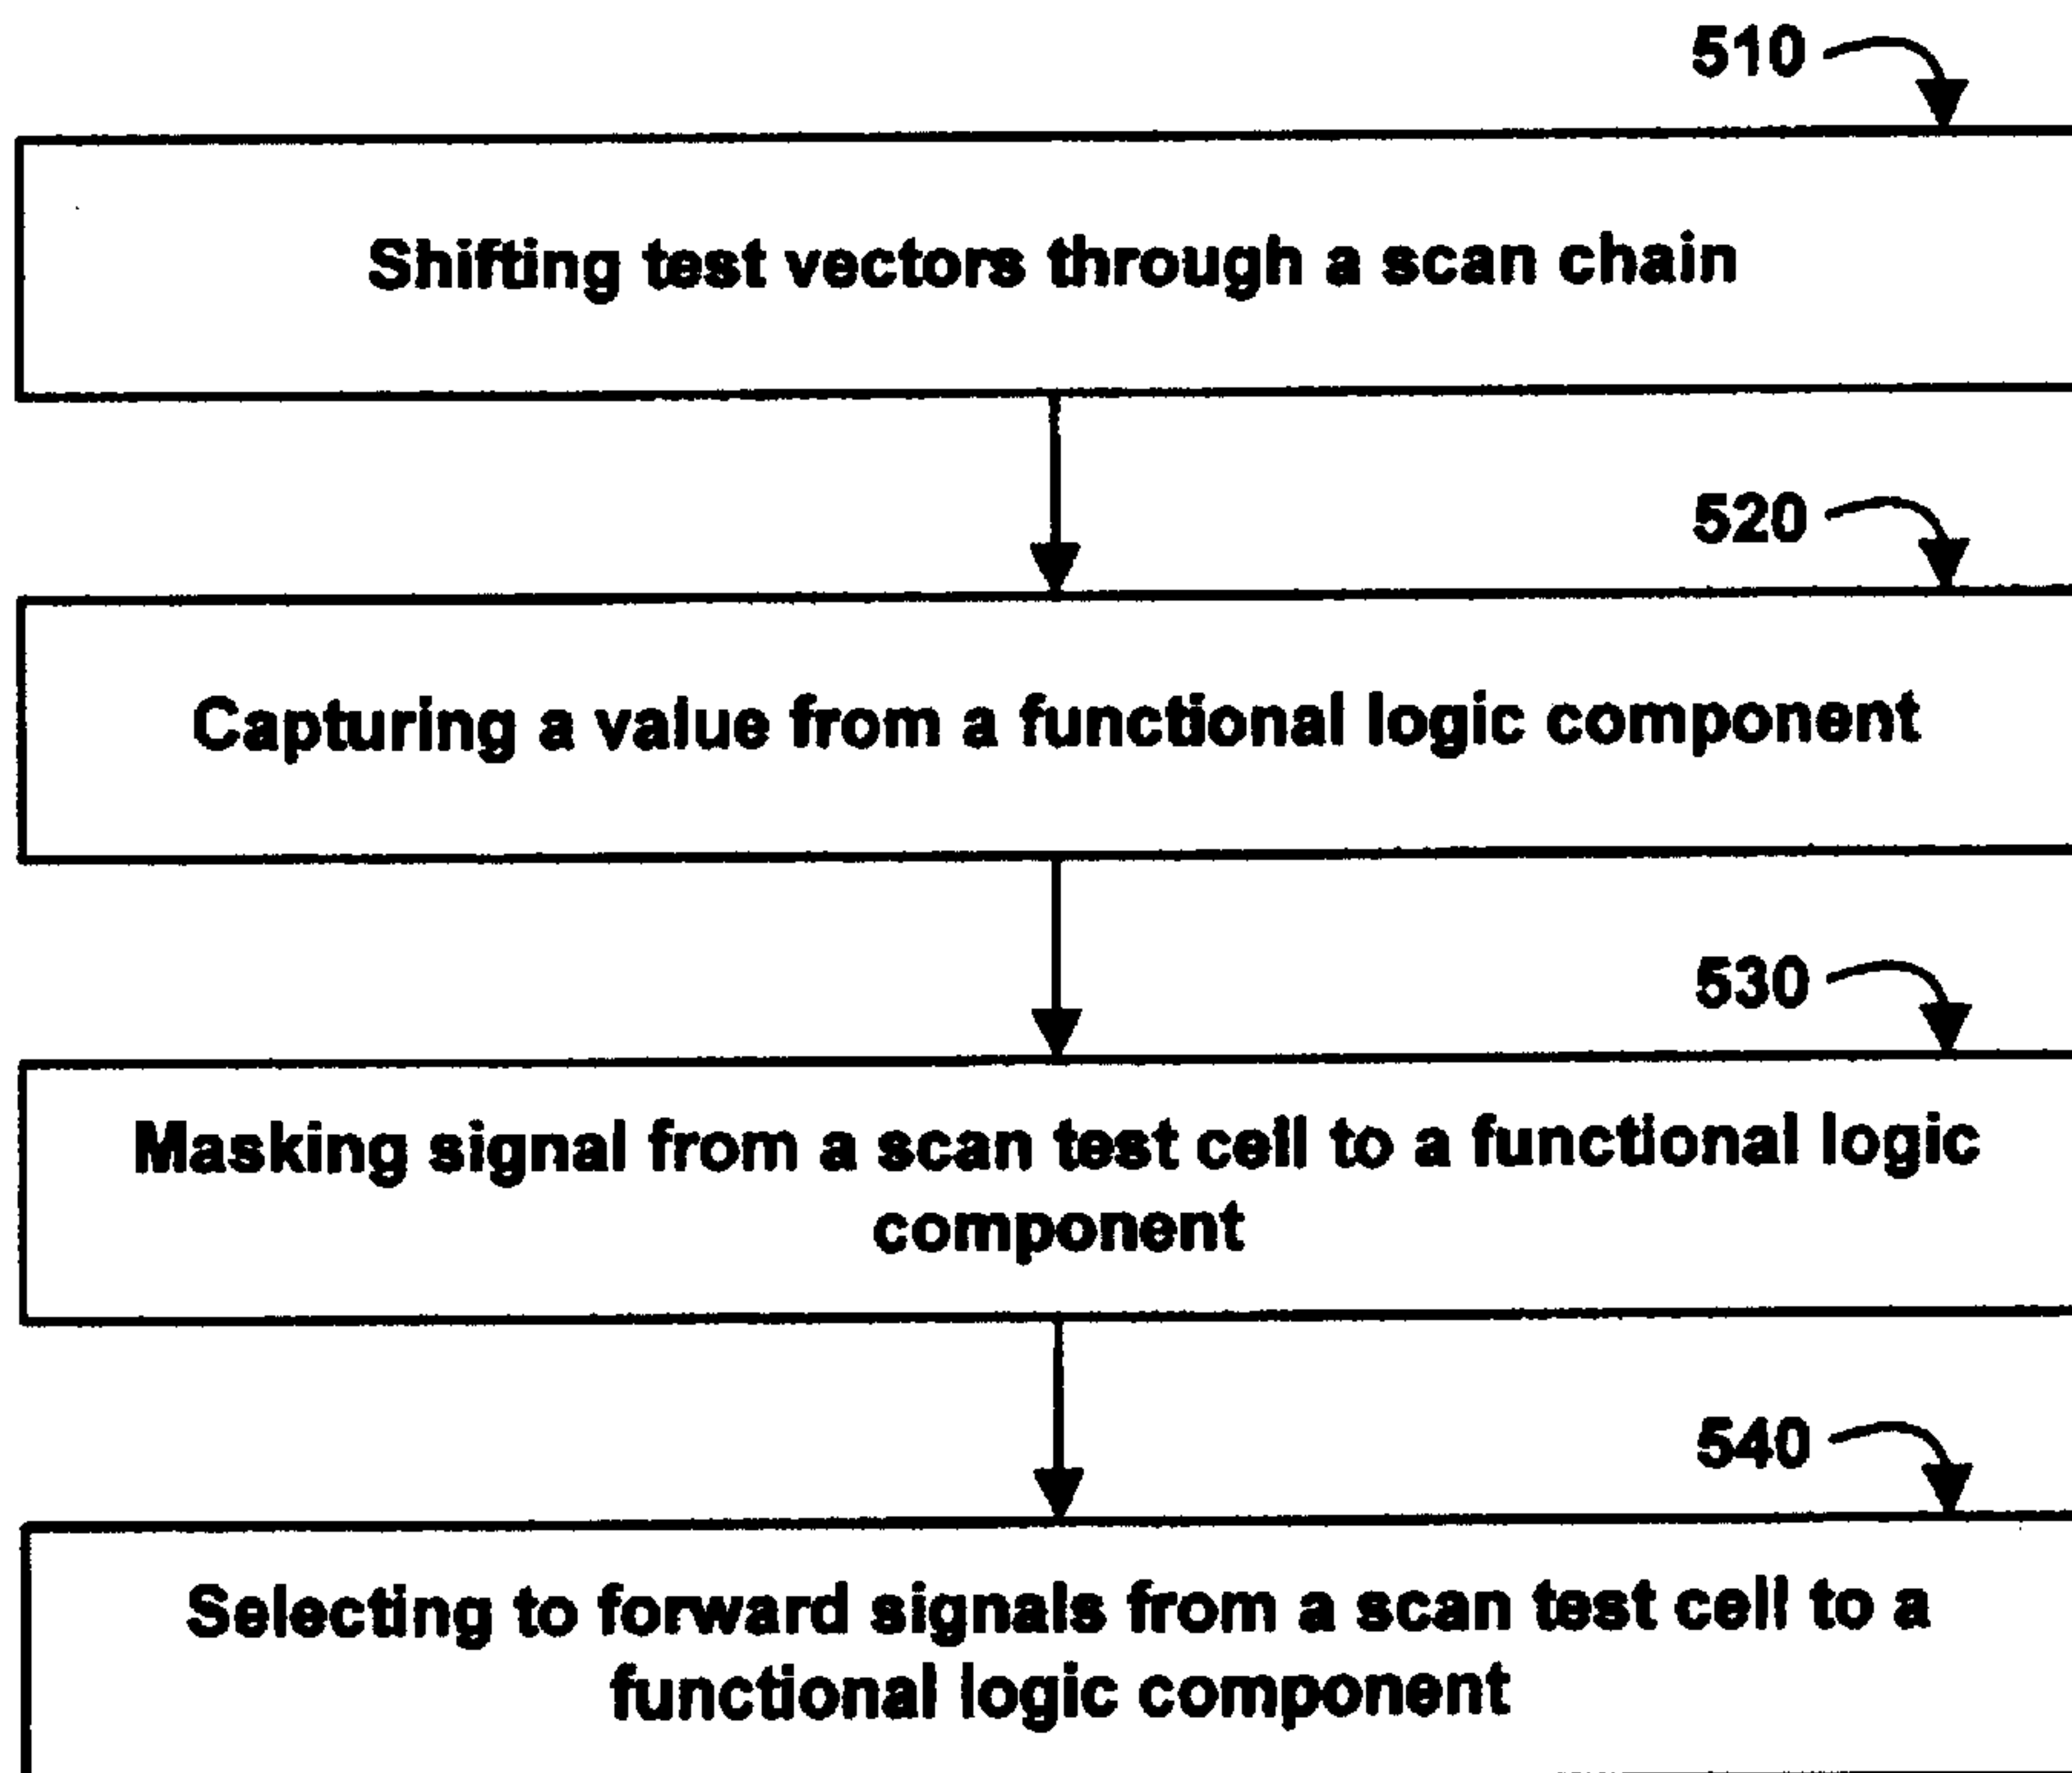 510
Shifting test vectors through a scan chain
520
Capturing a value from a functional logic component
530
Masking signal from a scan test cell to a functional logic
component
540
Selecting to forward signals from a scan test cell to a
functional logic component